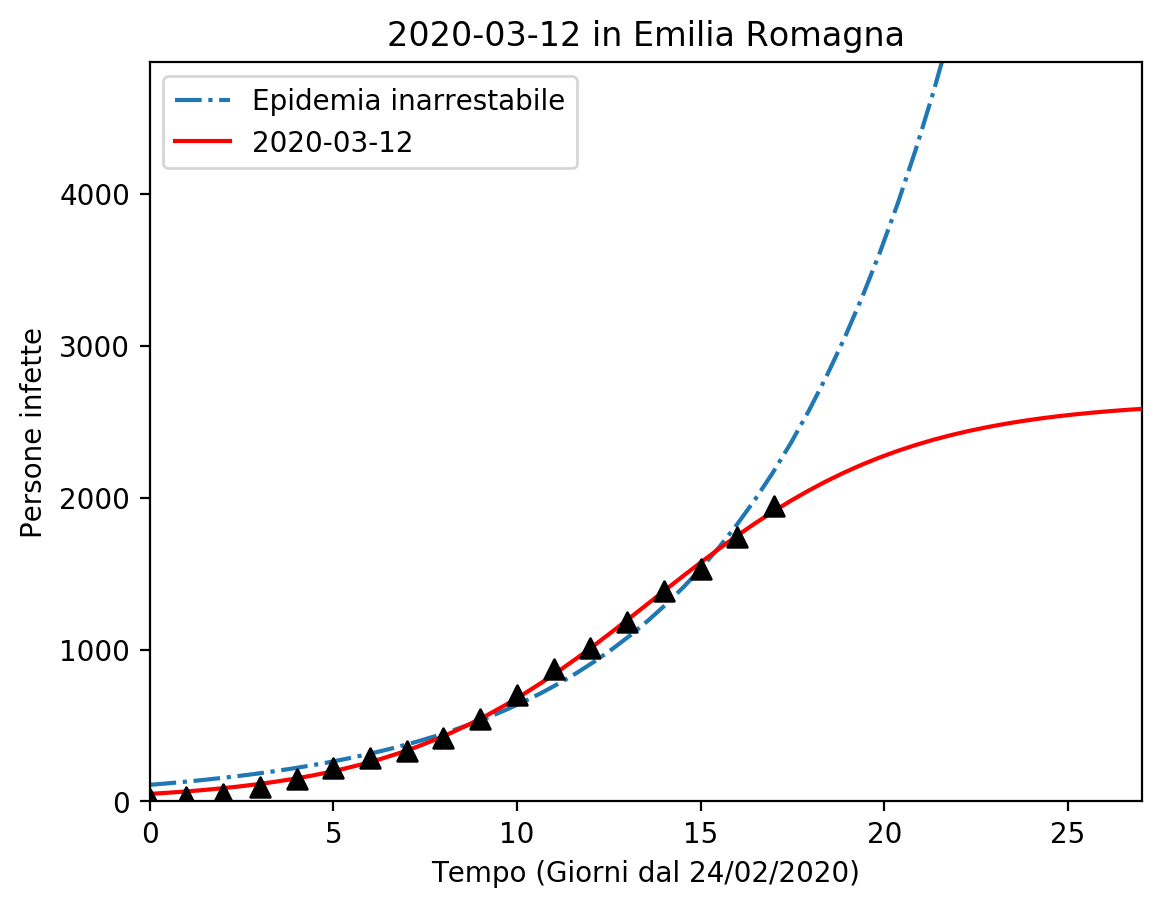 2020-03-12 in Emilia Romagna
Epidemia inarrestabile
2020-03-12
Persone infette
4000
3000
2000
1000
0
0 5 10 15 20 25
Tempo (Giorni dal 24/02/2020)